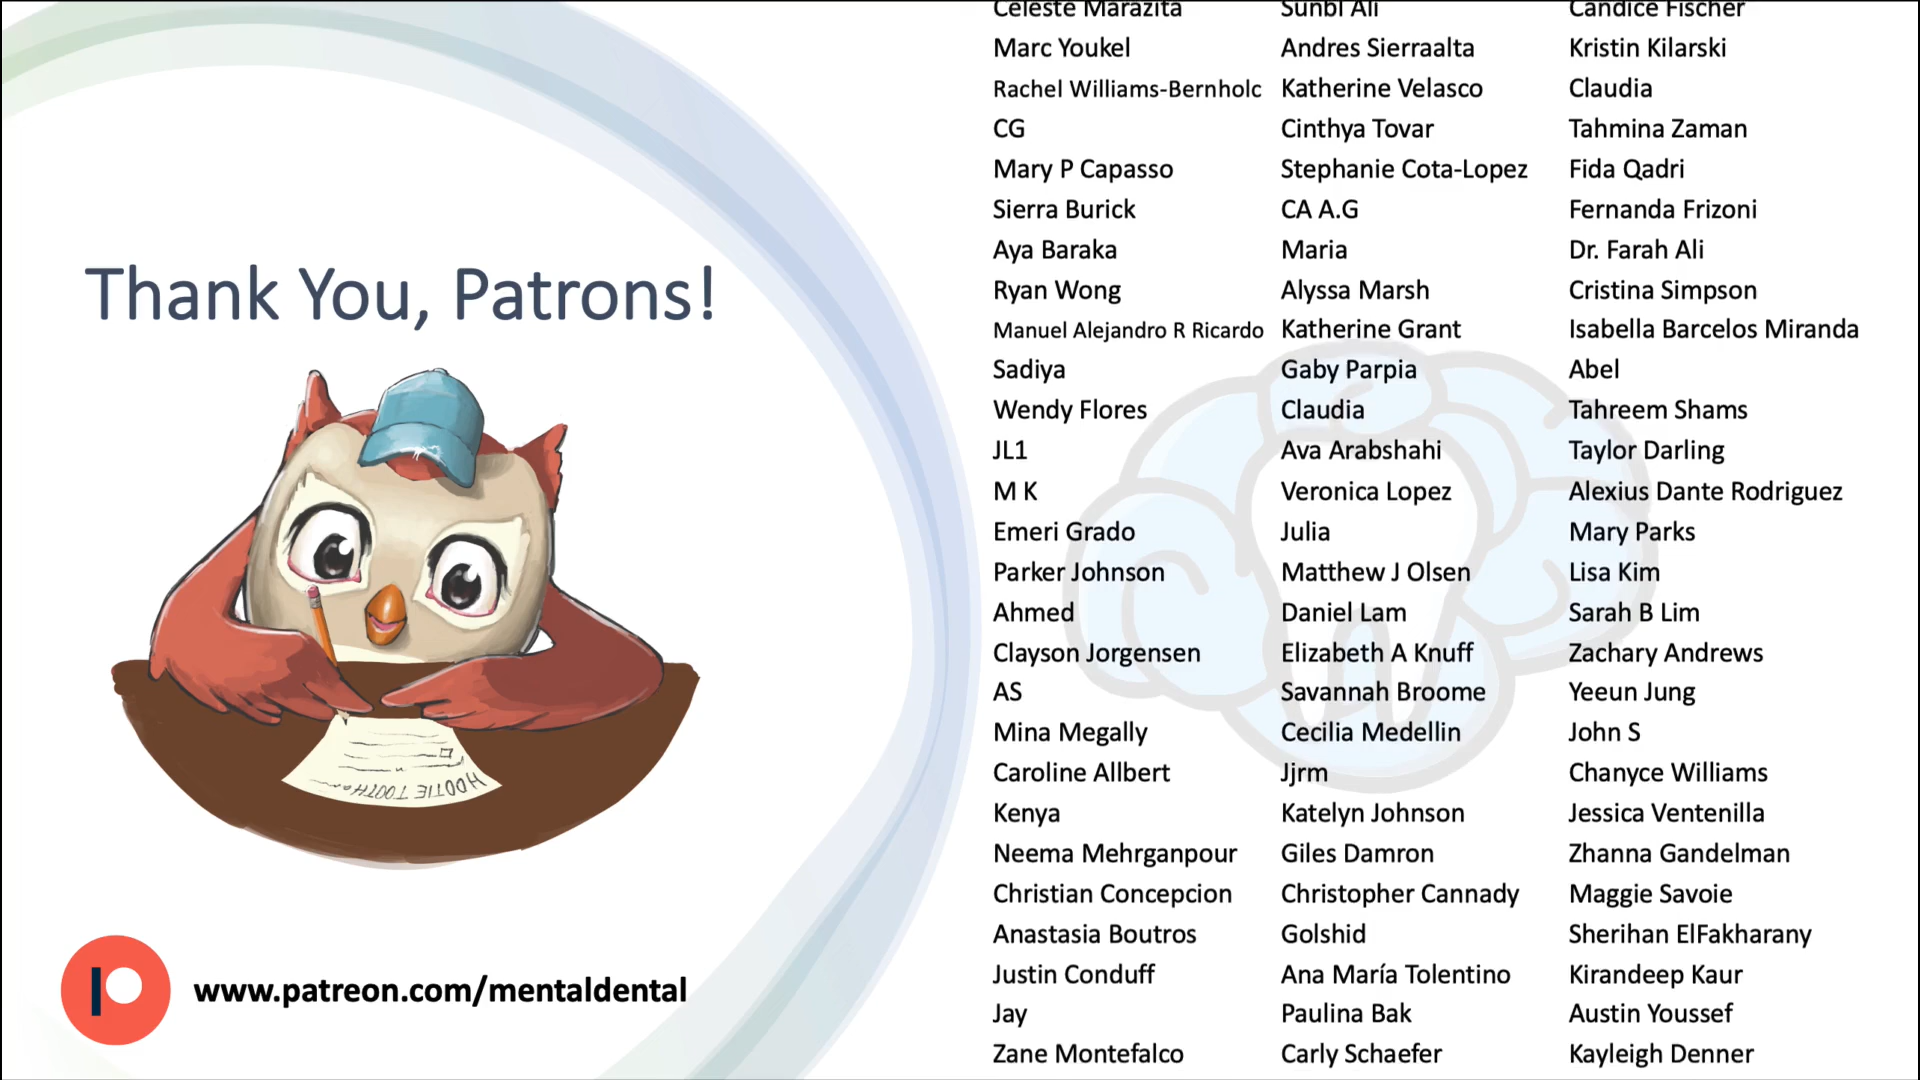 Thank You, Patrons!
HOOTIE TOOTH
www.patreon.com/mentaldental
Celeste Marazita
Marc Youkel
Rachel Williams-Bernholc
CG
Mary P Capasso
Sierra Burick
Aya Baraka
Ryan Wong
Manuel Alejandro R Ricardo
Sadiya
Wendy Flores
JL1
M K
Emeri Grado
Parker Johnson
Ahmed
Clayson Jorgensen
AS
Mina Megally
Caroline Allbert
Kenya
Neema Mehrganpour
Christian Concepcion
Anastasia Boutros
Justin Conduff
Jay
Zane Montefalco
Sunbl Ali
Andres Sierraalta
Katherine Velasco
Cinthya Tovar
Stephanie Cota-Lopez
CA A.G
Maria
Alyssa Marsh
Katherine Grant
Gaby Parpia
Claudia
Ava Arabshahi
Veronica Lopez
Julia
Matthew J Olsen
Daniel Lam
Elizabeth A Knuff
Savannah Broome
Cecilia Medellin
Jjrm
Katelyn Johnson
Giles Damron
Christopher Cannady
Golshid
Ana María Tolentino
Paulina Bak
Carly Schaefer
Candice Fischer
Kristin Kilarski
Claudia
Tahmina Zaman
Fida Qadri
Fernanda Frizoni
Dr. Farah Ali
Cristina Simpson
Isabella Barcelos Miranda
Abel
Tahreem Shams
Taylor Darling
Alexius Dante Rodriguez
Mary Parks
Lisa Kim
Sarah B Lim
Zachary Andrews
Yeeun Jung
John S
Chanyce Williams
Jessica Ventenilla
Zhanna Gandelman
Maggie Savoie
Sherihan ElFakharany
Kirandeep Kaur
Austin Youssef
Kayleigh Denner